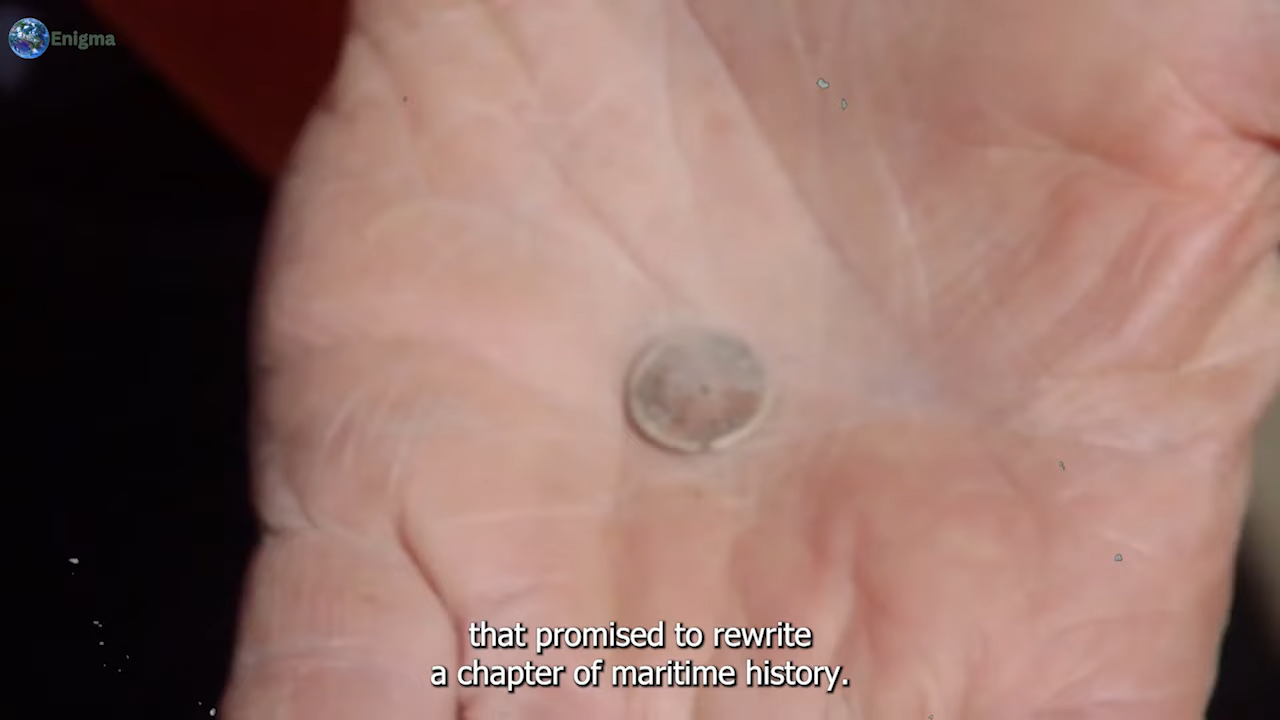 Enigma
that promised to rewrite
a chapter of maritime history.